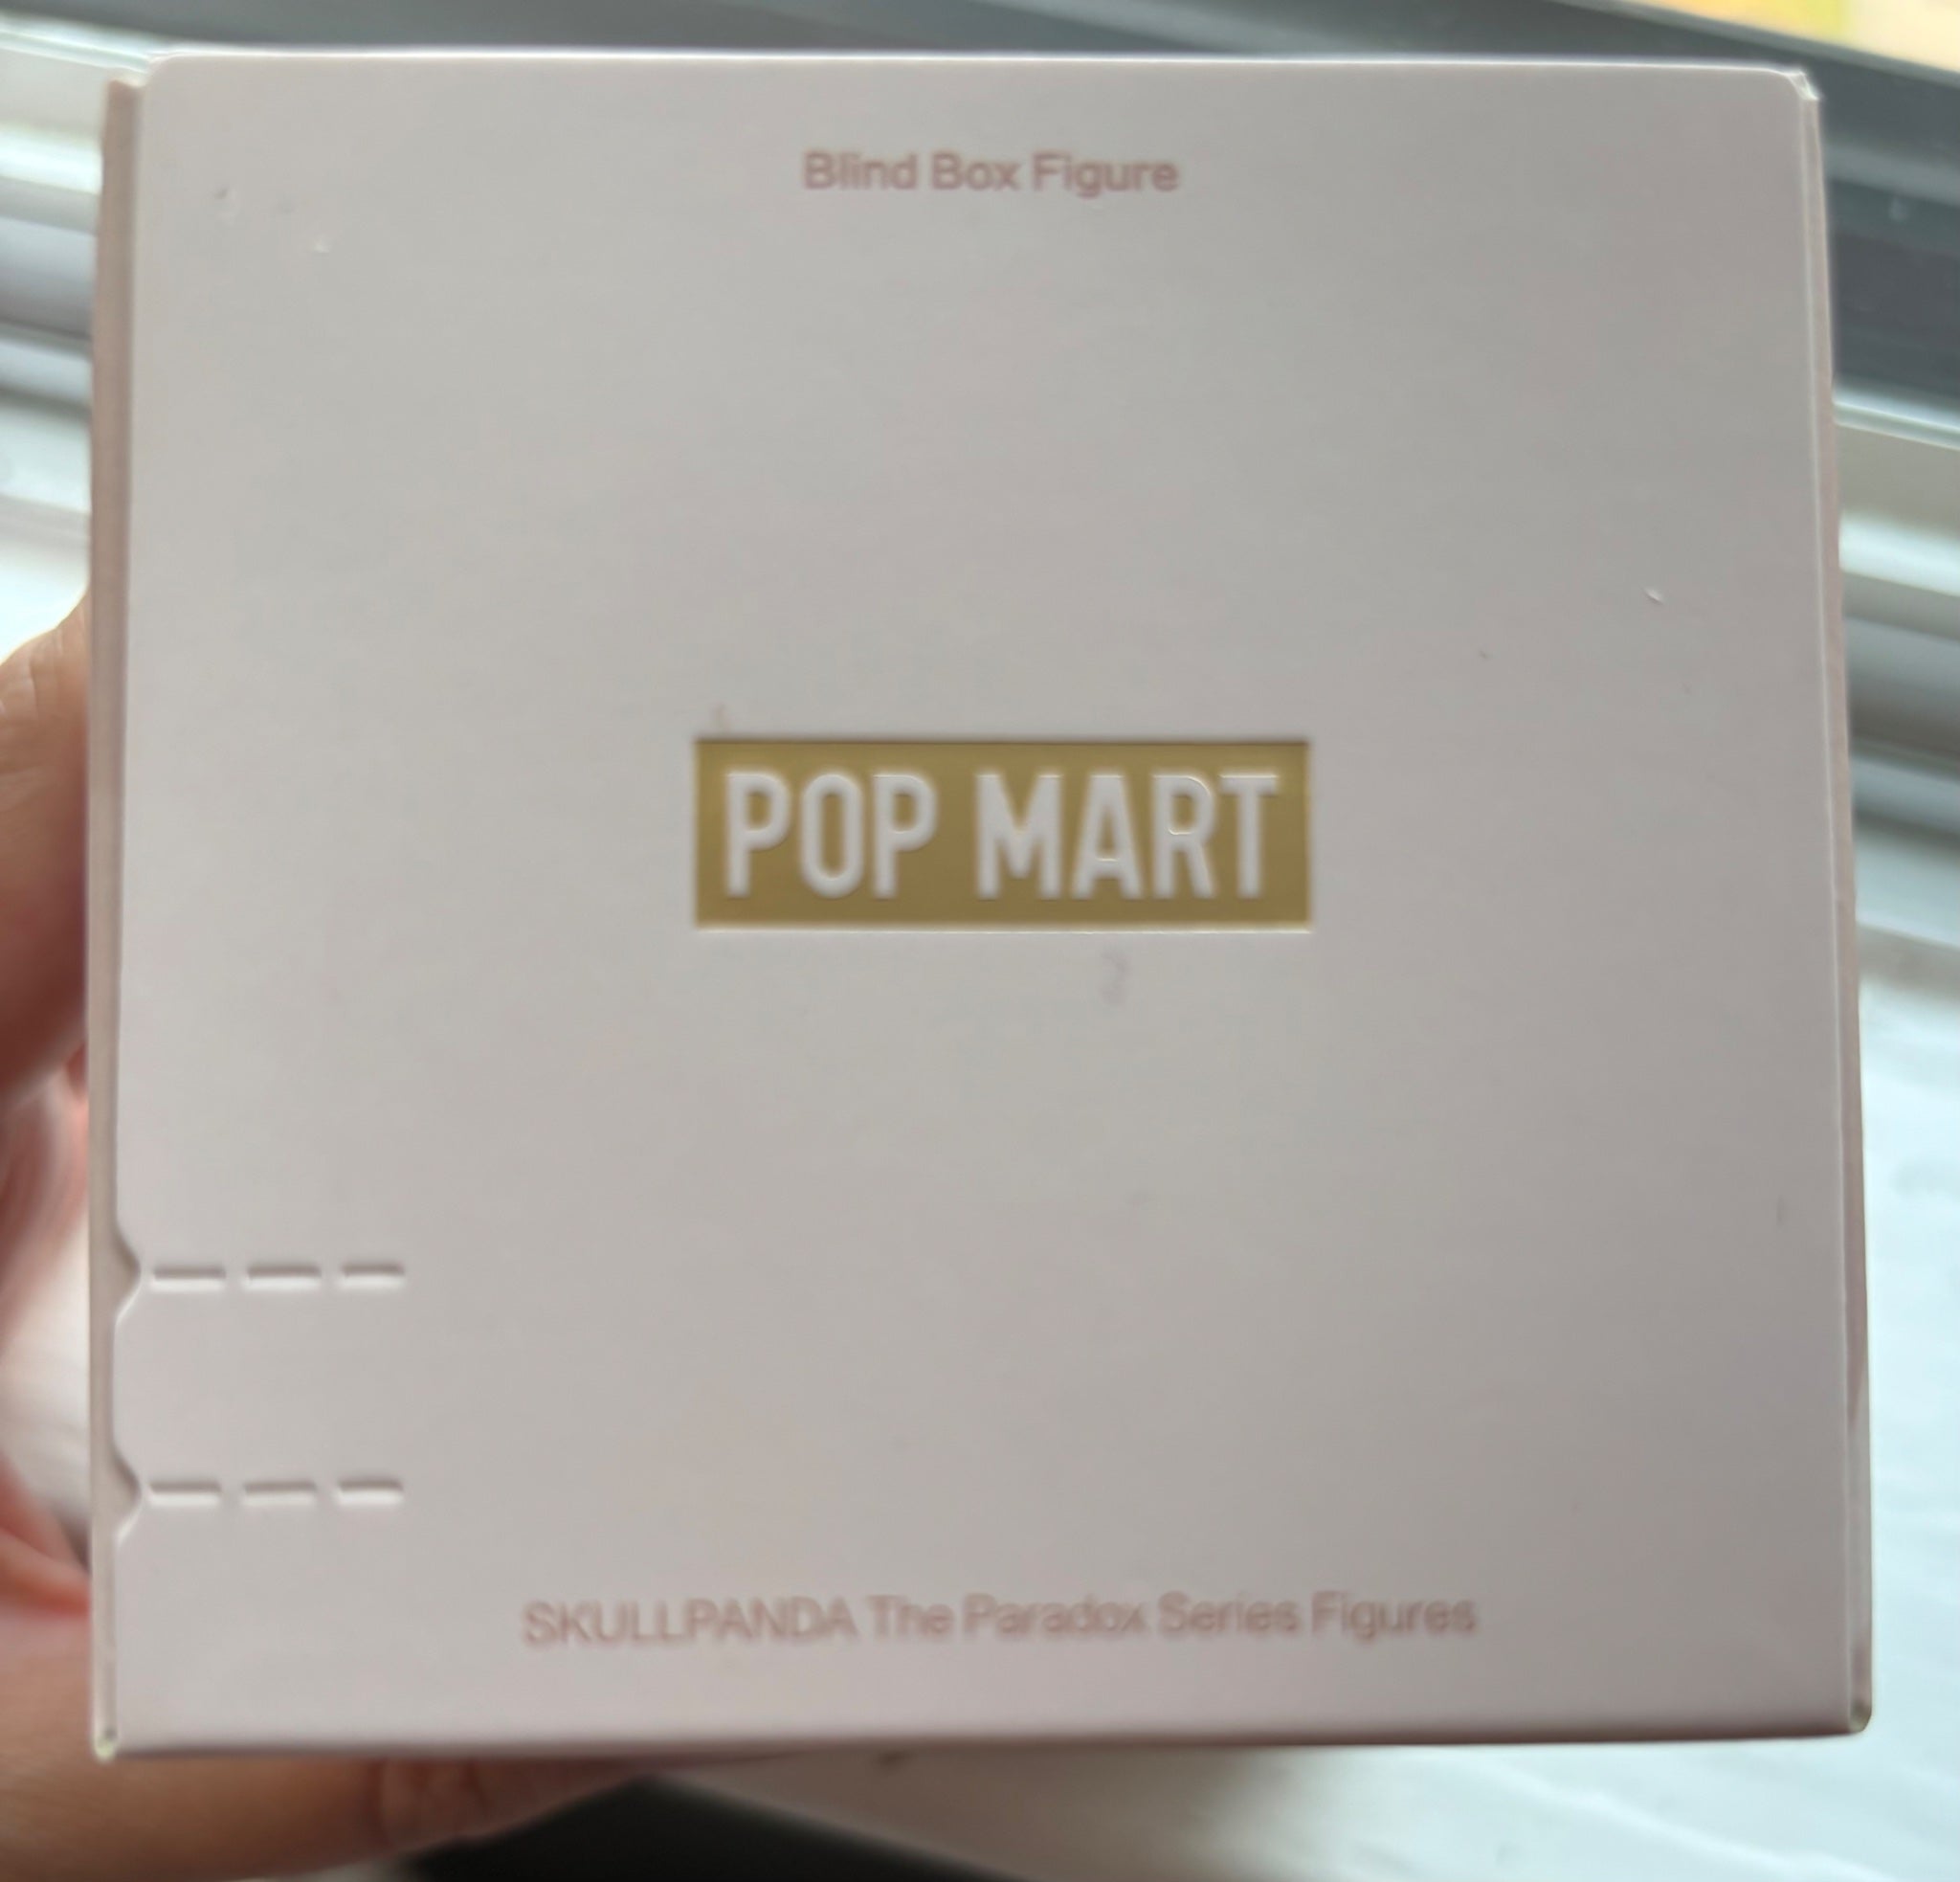 Blind Box Figure
POP MART
SKULLPANDA The Paradox Series Figures